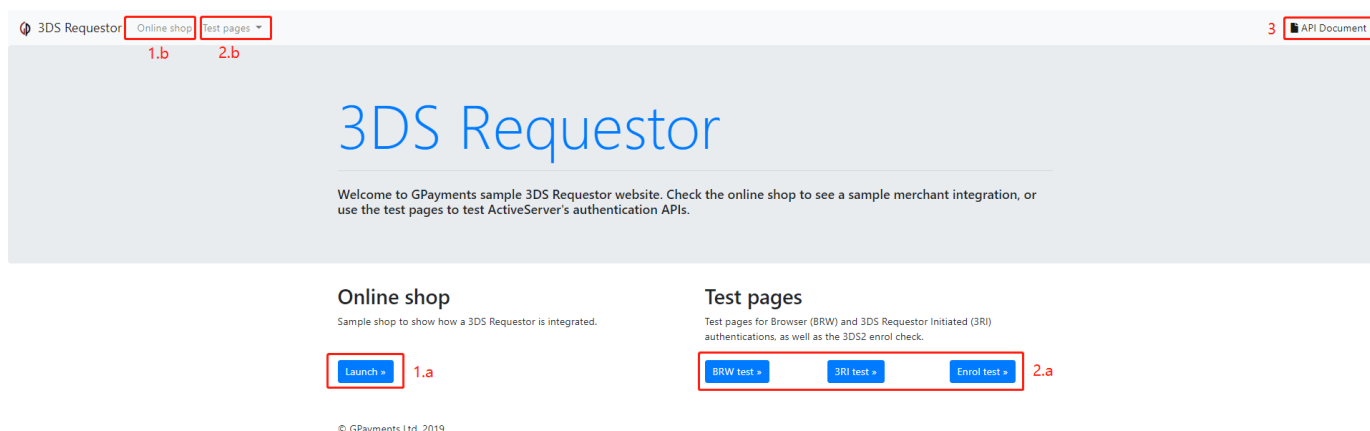 3DS Requestor Online shop Test pages 3 API Document
1.b 2.b
3DS Requestor
Welcome to GPayments sample 3DS Requestor website. Check the online shop to see a sample merchant integration, or
use the test pages to test ActiveServer's authentication APIs.
Online shop
Sample shop to show how a 3DS Requestor is integrated.
Launch »
1.a
Test pages
Test pages for Browser (BRW) and 3DS Requestor Initiated (3RI)
authentications, as well as the 3DS2 enrol check.
BRW test » 3RI test » Enrol test »
2.a
© GPayments Ltd. 2019